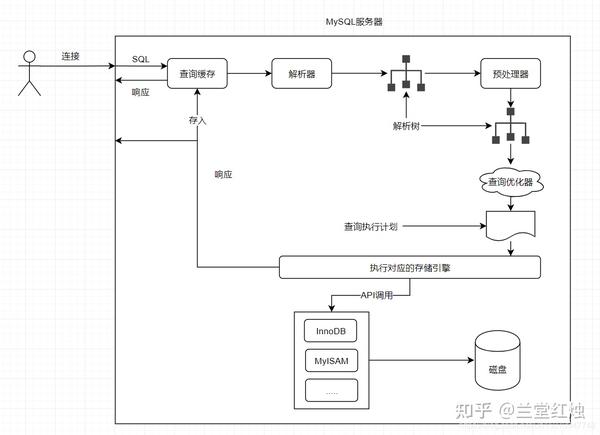 MySQL服务器
连接
SQL
查询缓存
解析器
预处理器
响应
存入
解析树
响应
查询优化器
查询执行计划
执行对应的存储引擎
API调用
InnoDB
MyISAM
.....
磁盘
知乎 @兰堂红烛